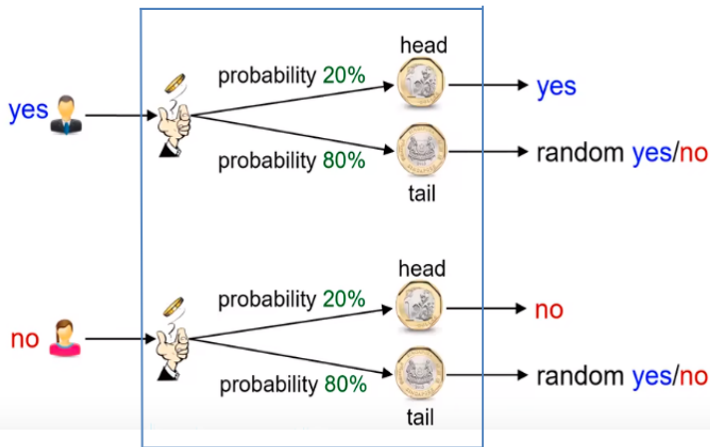 head
probability 20%
yes
yes
probability 80%
random yes/no
tail
head
probability 20%
no
no
probability 80%
random yes/no
tail